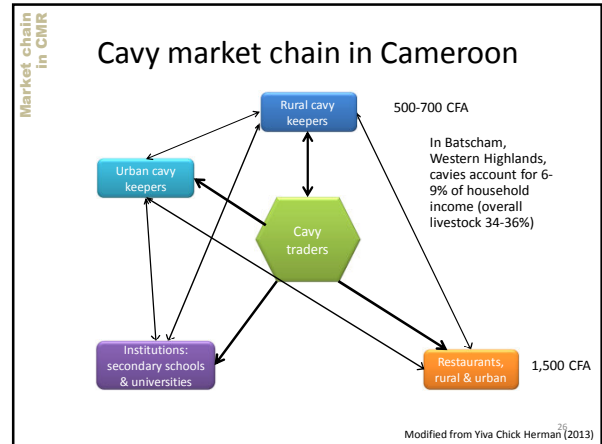 Market chain
in CMR
Cavy market chain in Cameroon
Rural cavy
keepers
500-700 CFA
In Batscham,
Western Highlands,
cavies account for 6-
9% of household
income (overall
livestock 34-36%)
Urban cavy
keepers
Cavy
traders
Institutions:
secondary schools
& universities
Restaurants,
rural & urban
1,500 CFA
26
Modified from Yiva Chick Herman (2013)